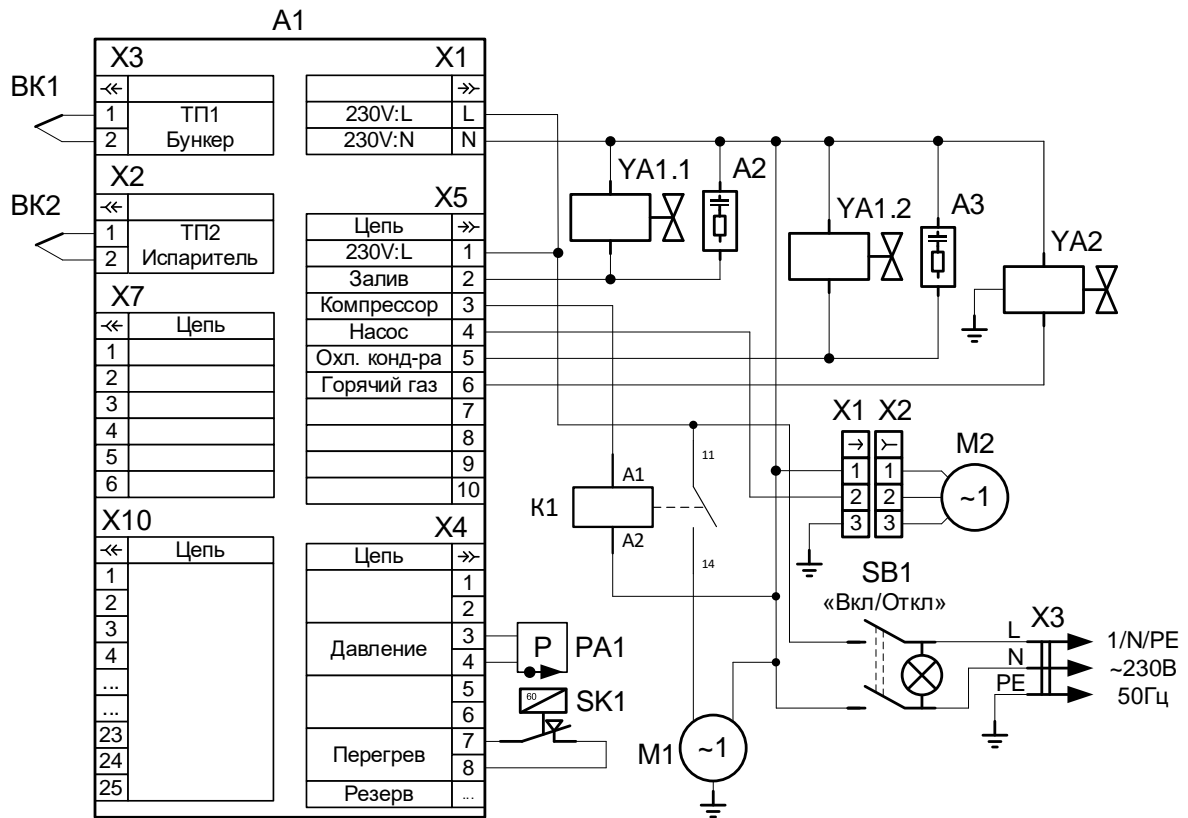 A1
X3
X1
BK1
1 ТП1
2 Бункер
230V:L L
230V:N N
X2
BK2
1 ТП2
2 Испаритель
X5
Цепь
230V:L 1
Залив 2
Компрессор 3
Насос 4
Охл. конд-ра 5
Горячий газ 6
7
8
9
10
X7
Цепь
1
2
3
4
5
6
X10
Цепь
1
2
3
4
...
...
23
24
25
X4
Цепь
1
2
Давление 3
4
5
6
Перегрев 7
8
Резерв ...
P PA1
60 SK1
YA1.1
A2
YA1.2
A3
YA2
K1
A1
A2
11
14
M1 ~1
X1 X2
1 1
2 2
3 3
M2
~1
SB1
«Вкл/Откл»
X3
L 1/N/PE
N ~230В
PE 50Гц